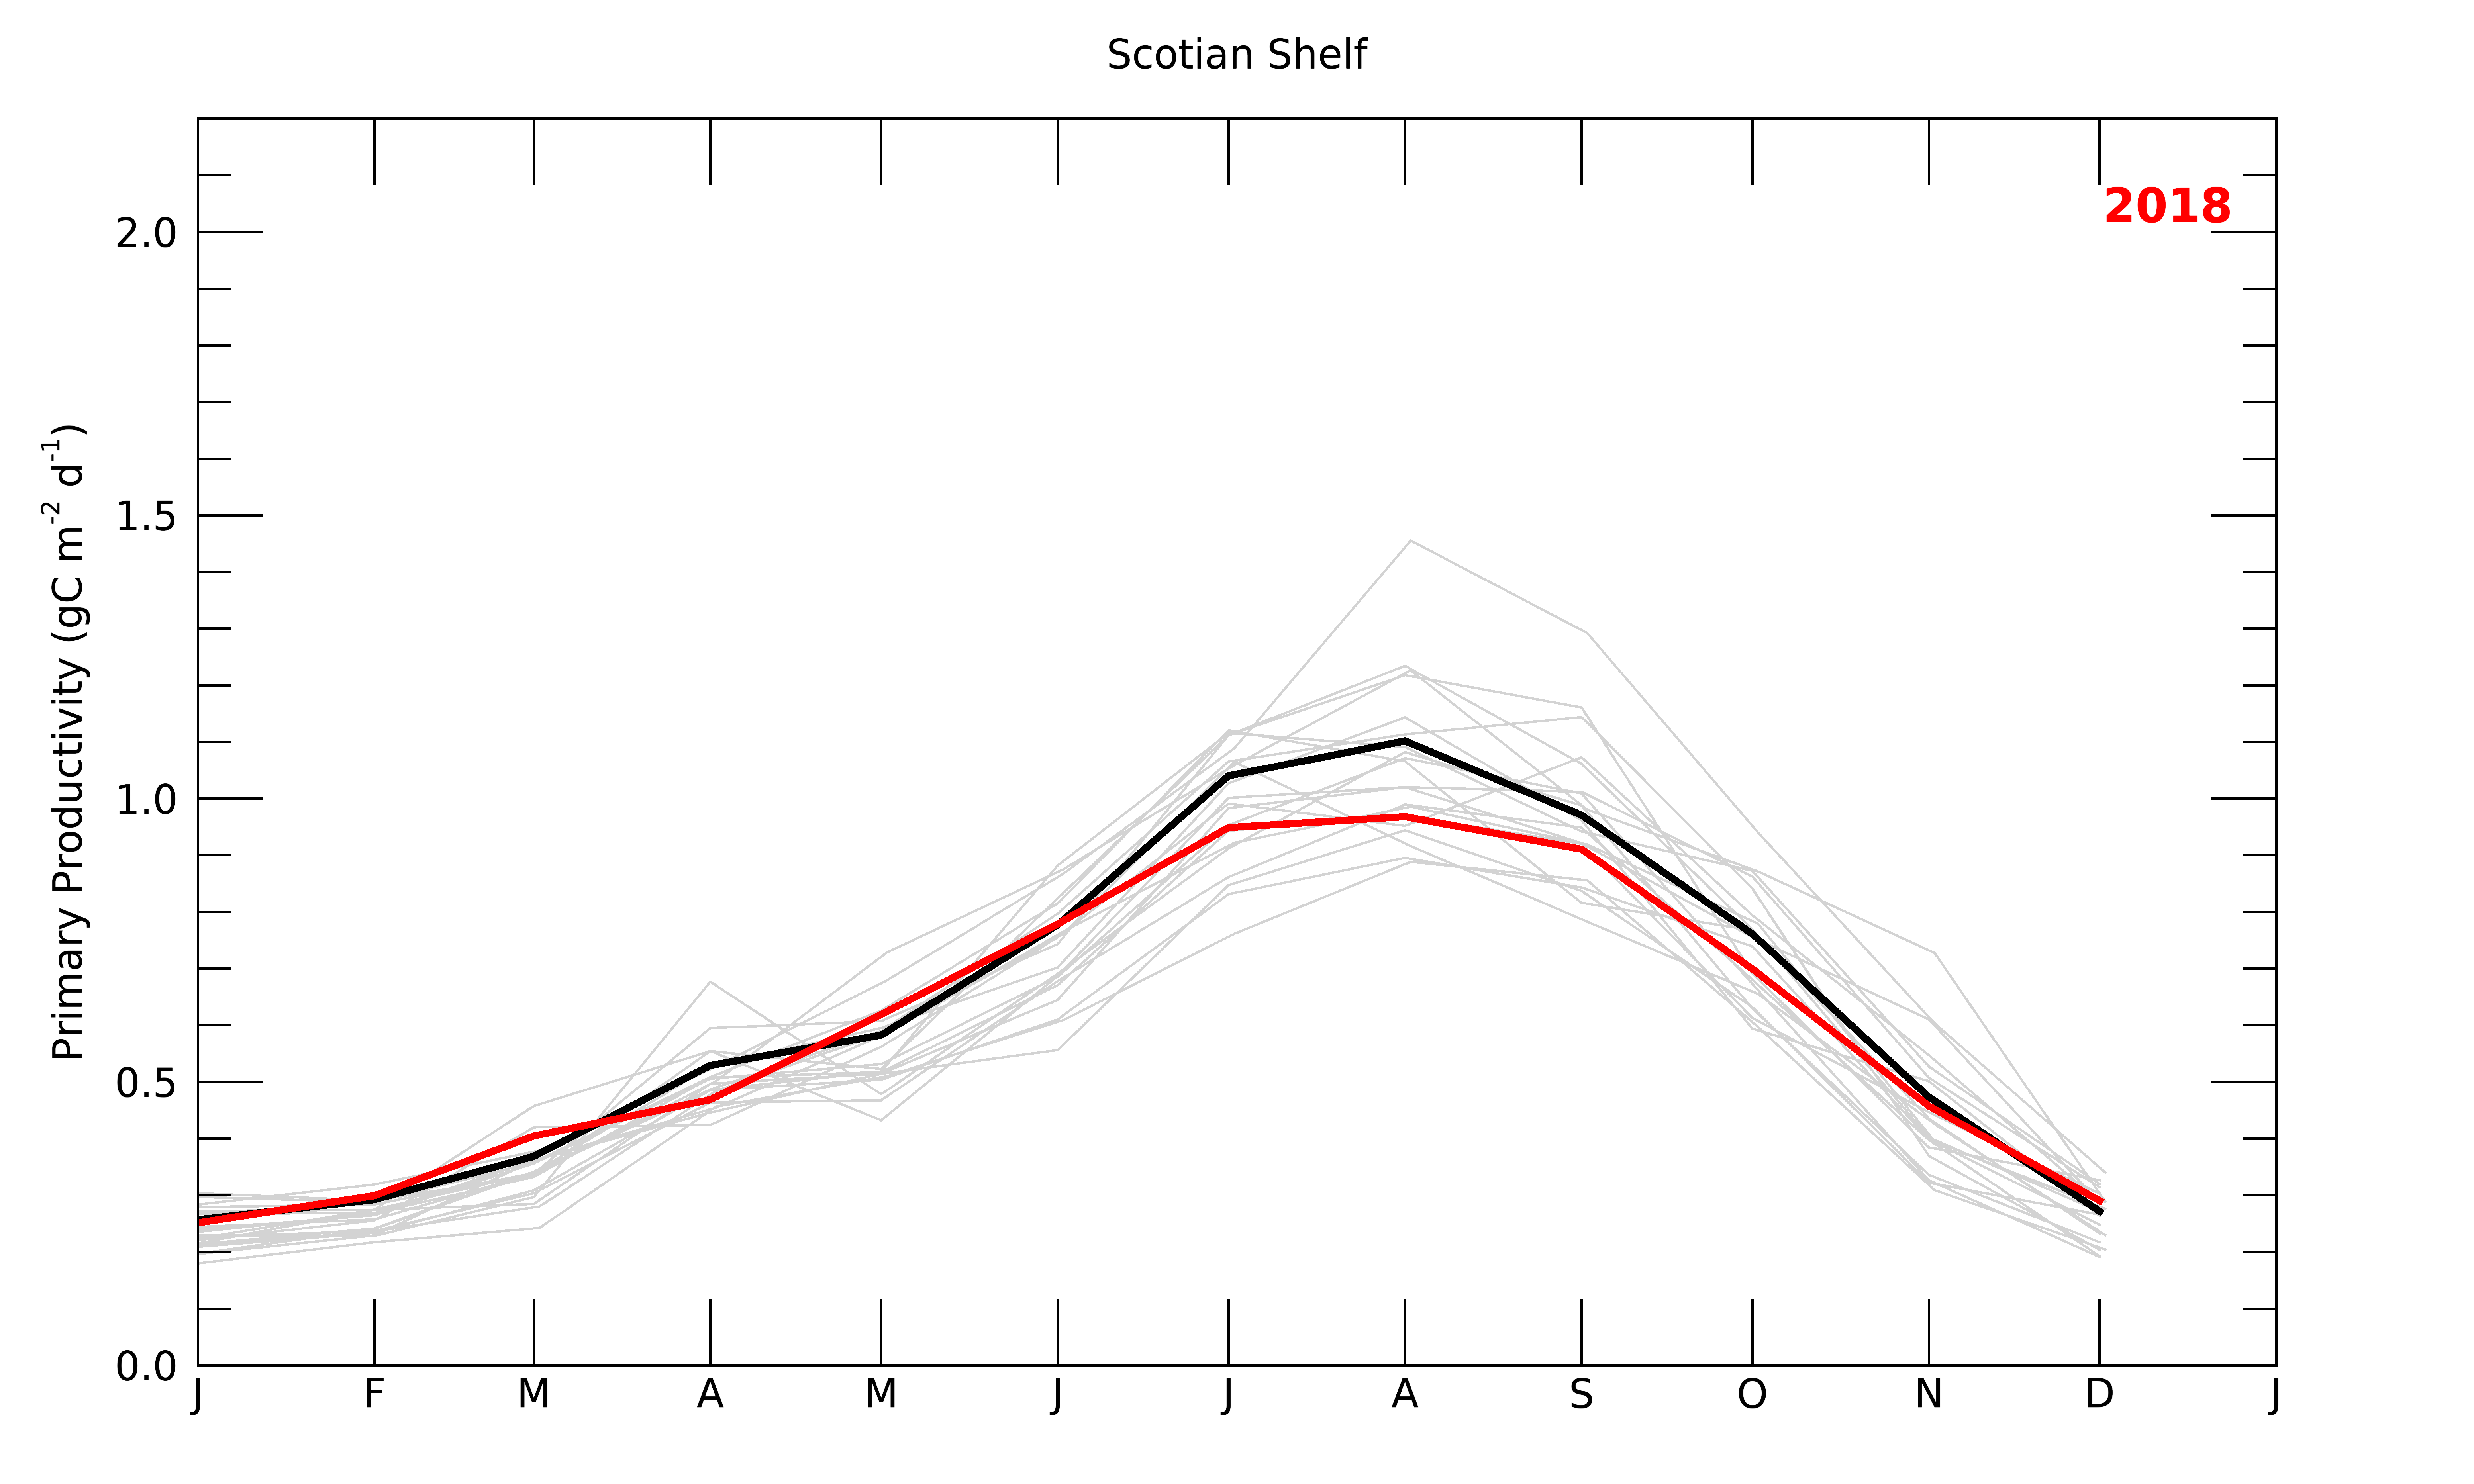 Scotian Shelf
2018
2.0
1.5
1.0
0.5
0.0
Primary Productivity (gC m⁻² d⁻¹)
J F M A M J J A S O N D J